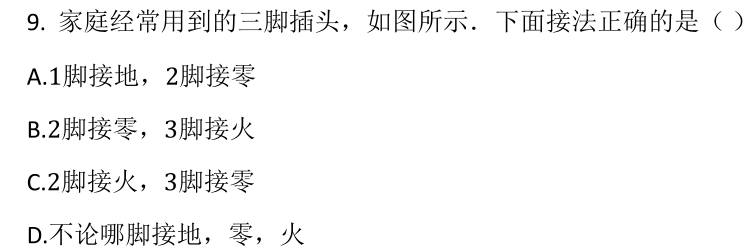 9. 家庭经常用到的三脚插头，如图所示．下面接法正确的是（ ）
A.1脚接地，2脚接零
B.2脚接零，3脚接火
C.2脚接火，3脚接零
D.不论哪脚接地，零，火